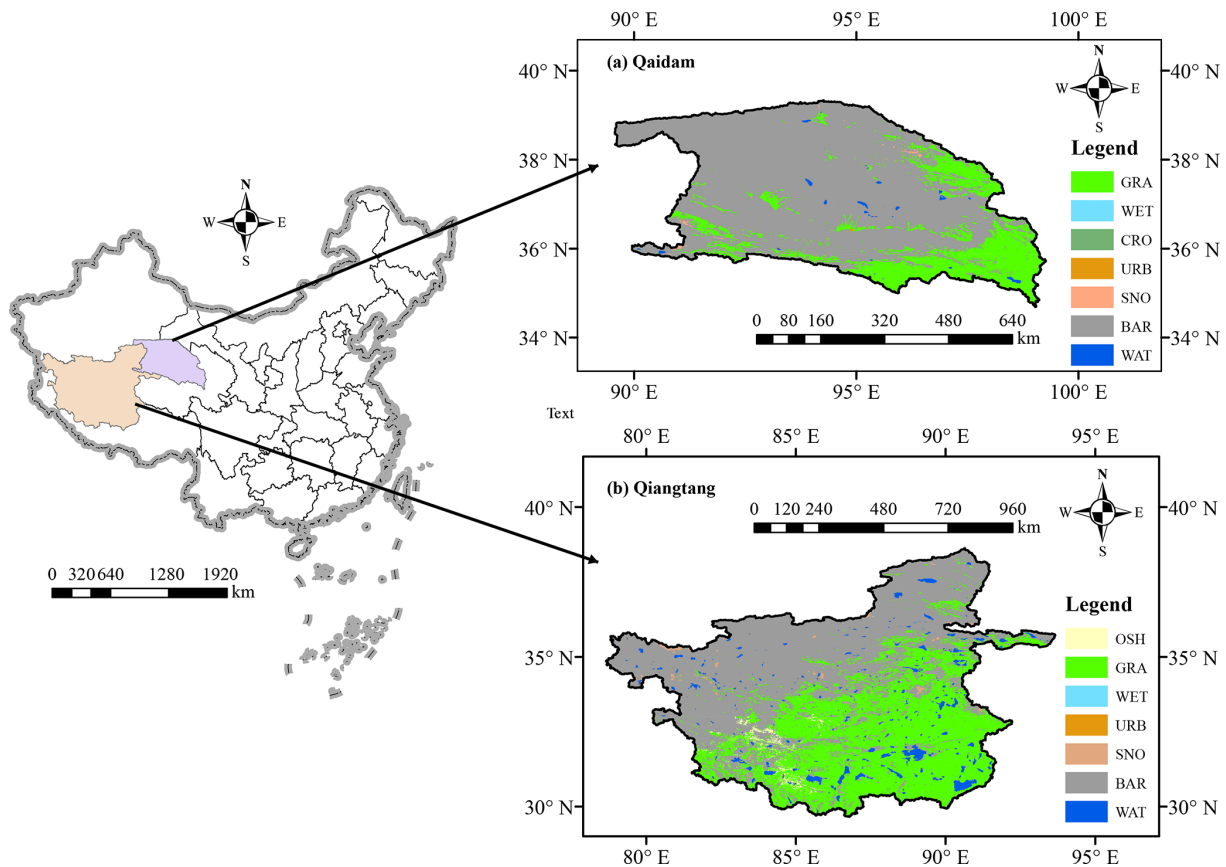 N
W E
S
0 320 640 1280 1920
km
90° E 95° E 100° E
(a) Qaidam
N
W E
S
40° N 40° N
38° N 38° N
36° N 36° N
34° N 34° N
Legend
GRA
WET
CRO
URB
SNO
BAR
WAT
0 80 160 320 480 640
km
90° E 95° E 100° E
Text
80° E 85° E 90° E 95° E
(b) Qiangtang
0 120 240 480 720 960
km
N
W E
S
40° N 40° N
35° N 35° N
30° N 30° N
Legend
OSH
GRA
WET
URB
SNO
BAR
WAT
80° E 85° E 90° E 95° E